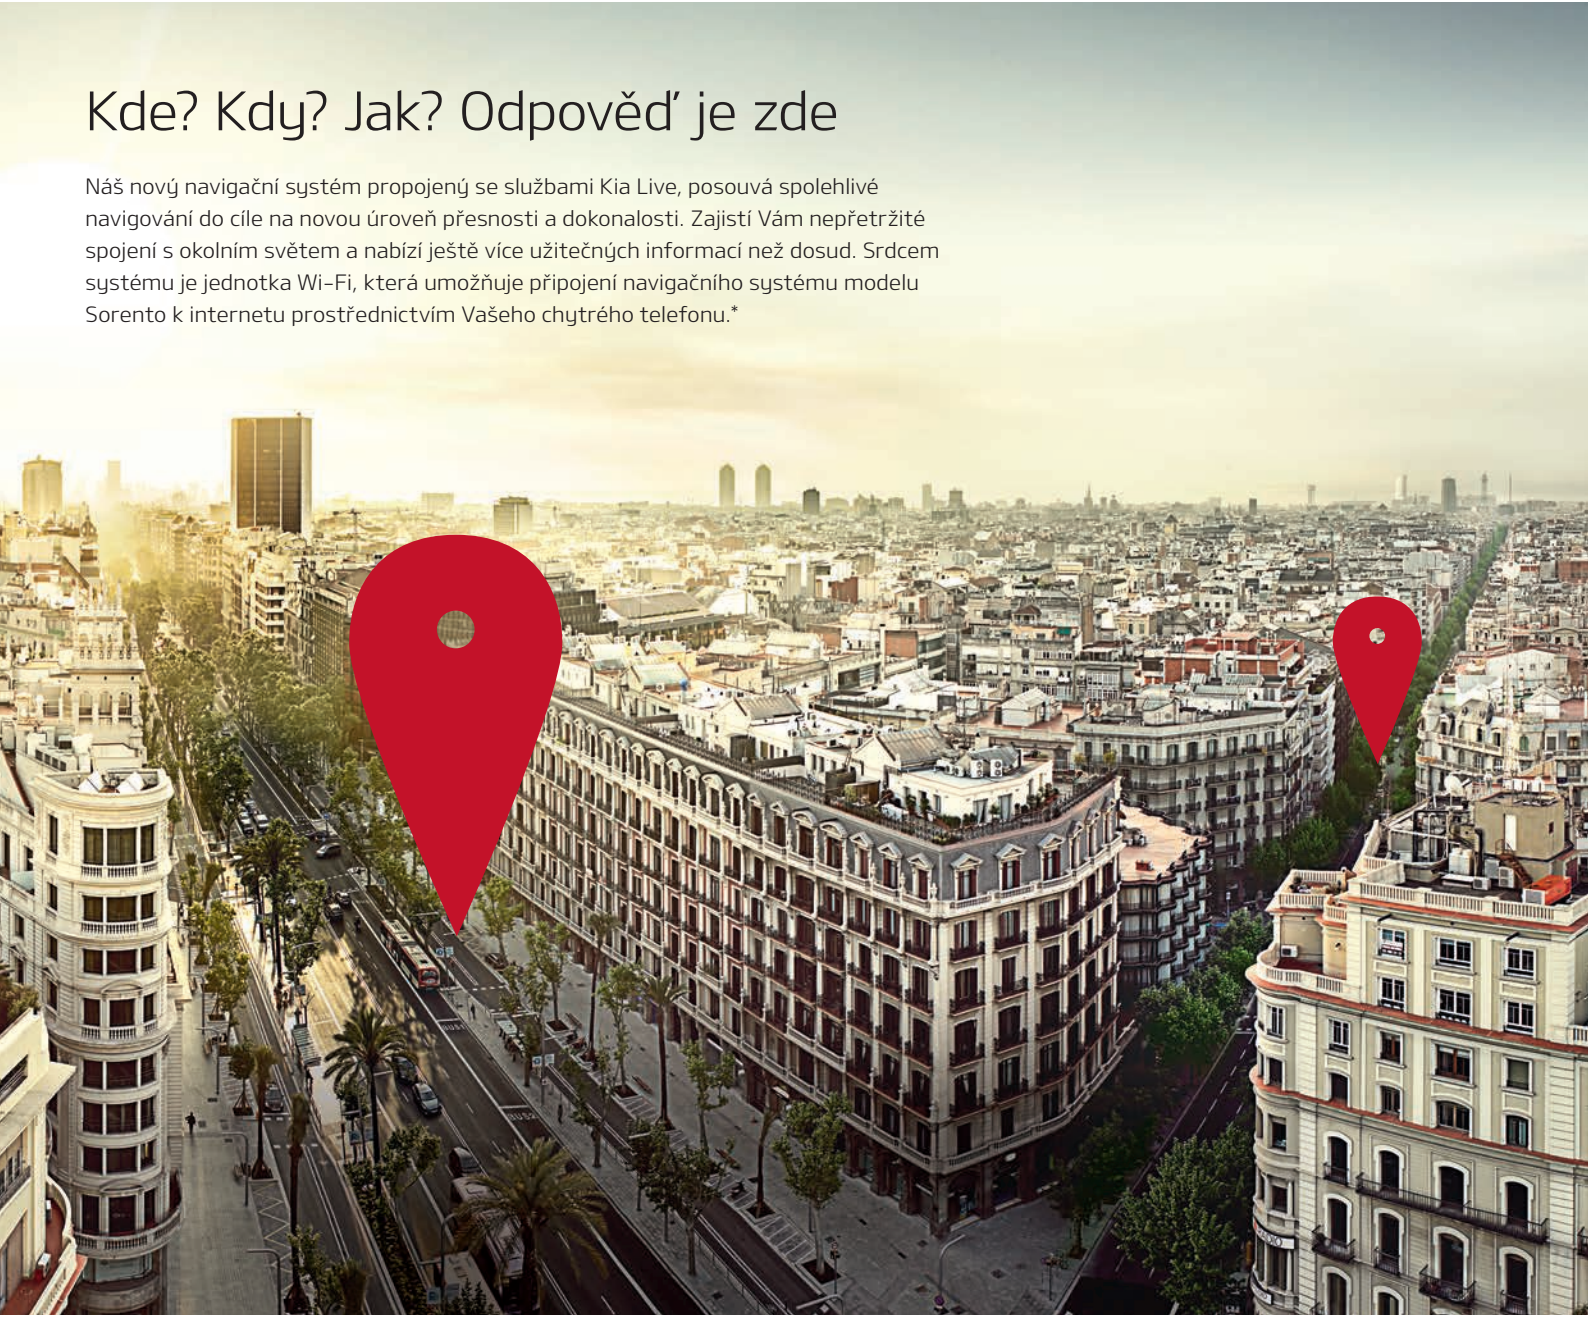 Kde? Kdy? Jak? Odpověď je zde
Náš nový navigační systém propojený se službami Kia Live, posouvá spolehlivé
navigování do cíle na novou úroveň přesnosti a dokonalosti. Zajistí Vám nepřetržité
spojení s okolním světem a nabízí ještě více užitečných informací než dosud. Srdcem
systému je jednotka Wi-Fi, která umožňuje připojení navigačního systému modelu
Sorento k internetu prostřednictvím Vašeho chytrého telefonu.*